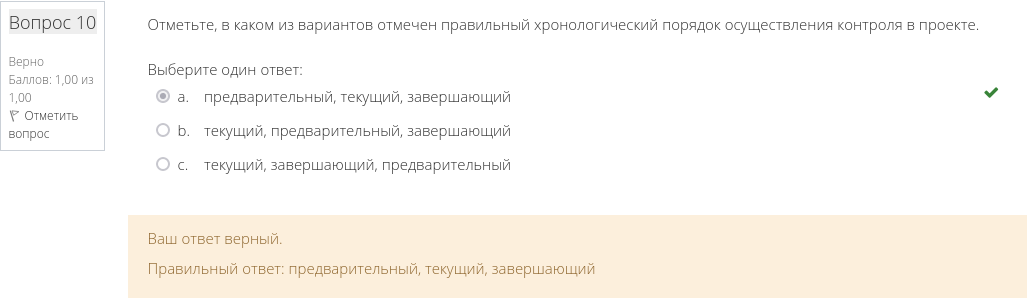 Вопрос 10
Верно
Баллов: 1,00 из
1,00
Отметить
вопрос
Отметьте, в каком из вариантов отмечен правильный хронологический порядок осуществления контроля в проекте.
Выберите один ответ:
a. предварительный, текущий, завершающий
b. текущий, предварительный, завершающий
c. текущий, завершающий, предварительный
Ваш ответ верный.
Правильный ответ: предварительный, текущий, завершающий